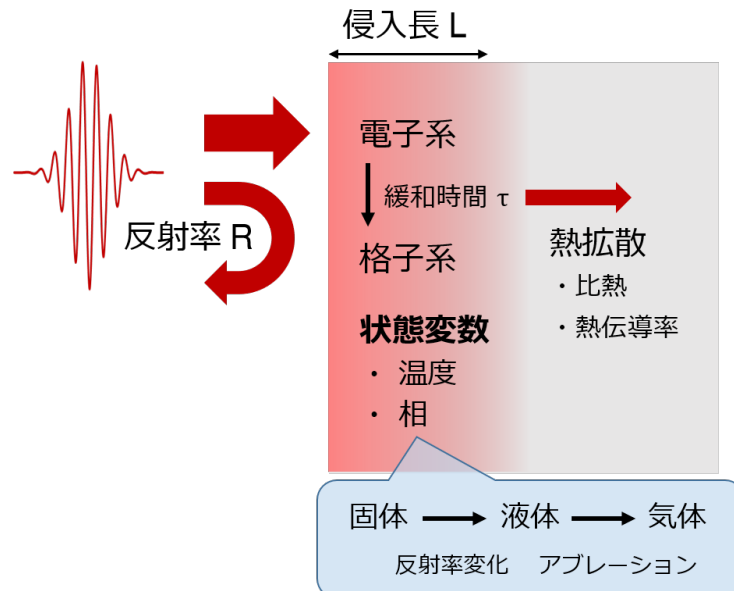 侵入長 L
電子系
緩和時間 τ
反射率 R
格子系
熱拡散
・比熱
・熱伝導率
状態変数
・ 温度
・ 相
固体 液体 気体
反射率変化 アブレーション